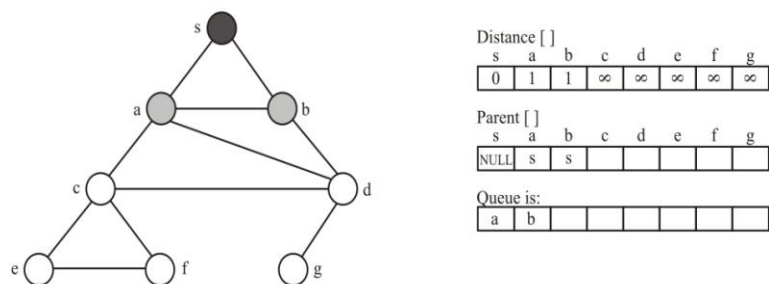 s
a
b
c
d
e
f
g
Distance [ ]
s a b c d e f g
0 1 1 ∞ ∞ ∞ ∞ ∞
Parent [ ]
s a b c d e f g
NULL s s
Queue is:
a b